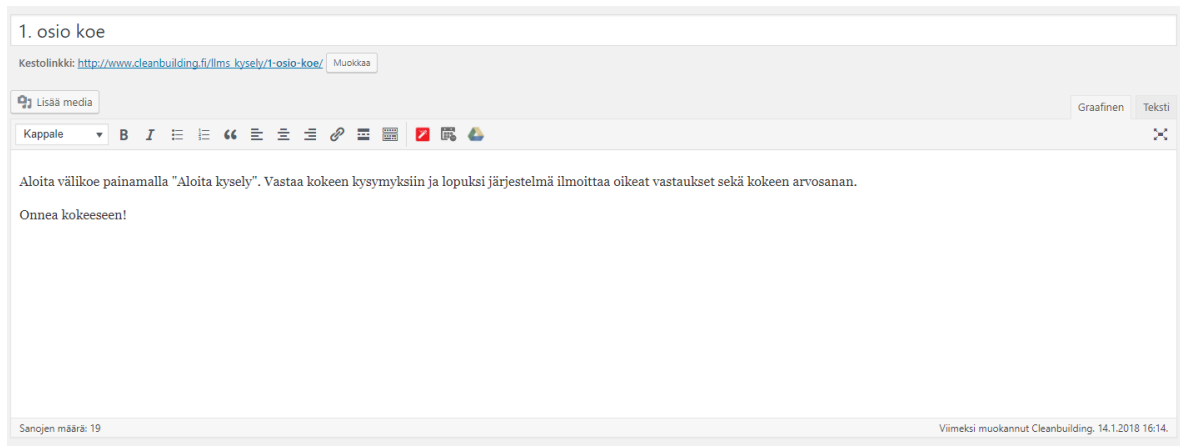 1. osio koe
Kestolinkki: http://www.cleanbuilding.fi/llms_kysely/1-osio-koe/ Muokkaa
Lisää media
Graafinen Teksti
Kappale B I
Aloita välikoe painamalla "Aloita kysely". Vastaa kokeen kysymyksiin ja lopuksi järjestelmä ilmoittaa oikeat vastaukset sekä kokeen arvosanan.
Onnea kokeeseen!
Sanojen määrä: 19 Viimeksi muokannut Cleanbuilding. 14.1.2018 16:14.